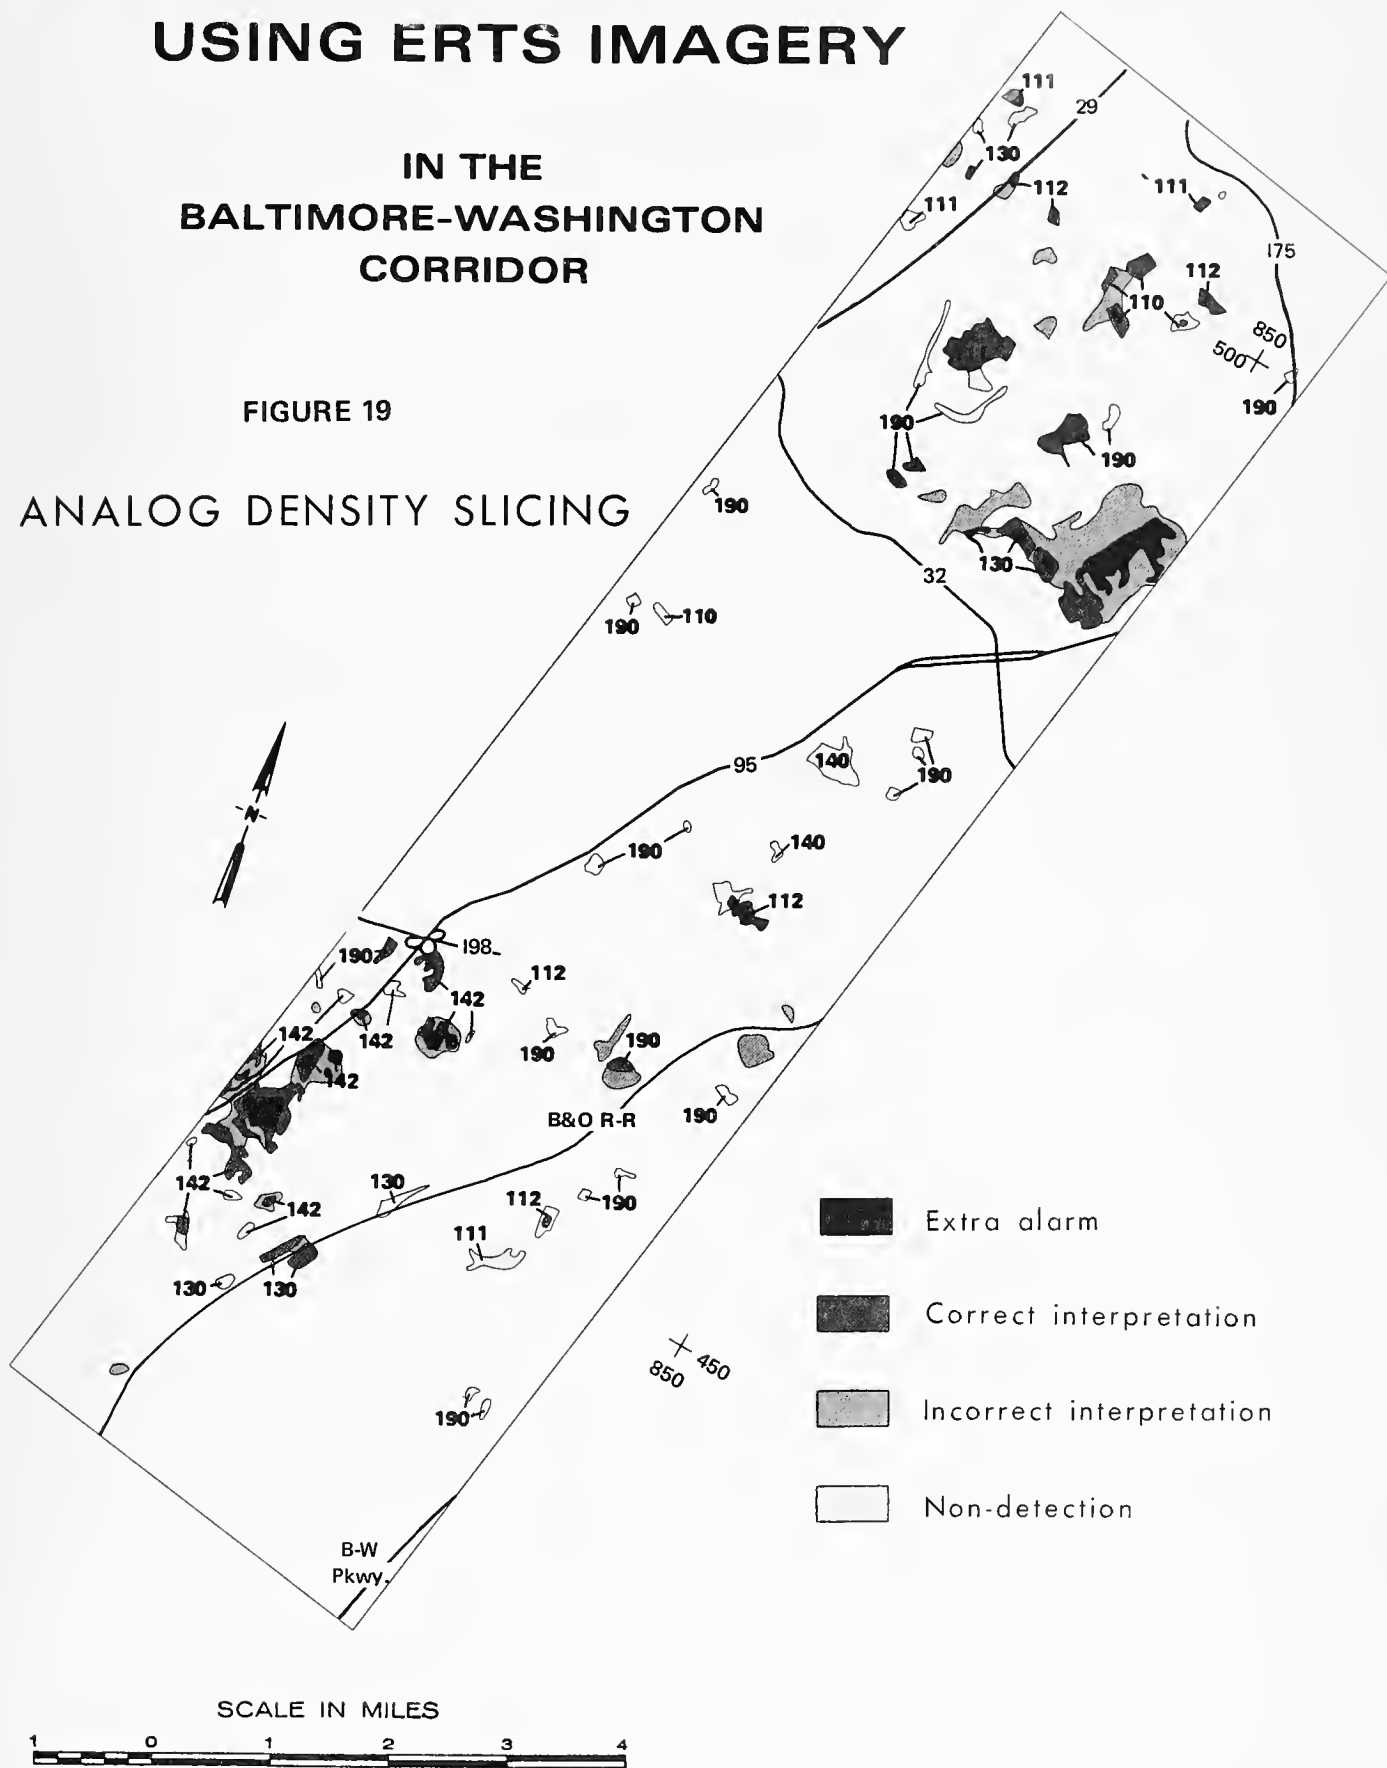 USING ERTS IMAGERY
IN THE
BALTIMORE-WASHINGTON
CORRIDOR
FIGURE 19
ANALOG DENSITY SLICING
111
29
130
112
111
111
175
112
110
850
500
190
190
190
190
130
32
190
110
95
140
190
190
140
112
190
198
112
142
142
142
190
190
142
B&O R-R
190
142
130
112
190
142
111
130
130
Extra alarm
Correct interpretation
850
450
Incorrect interpretation
190
Non-detection
B-W
Pkwy.
N
SCALE IN MILES
1 0 1 2 3 4